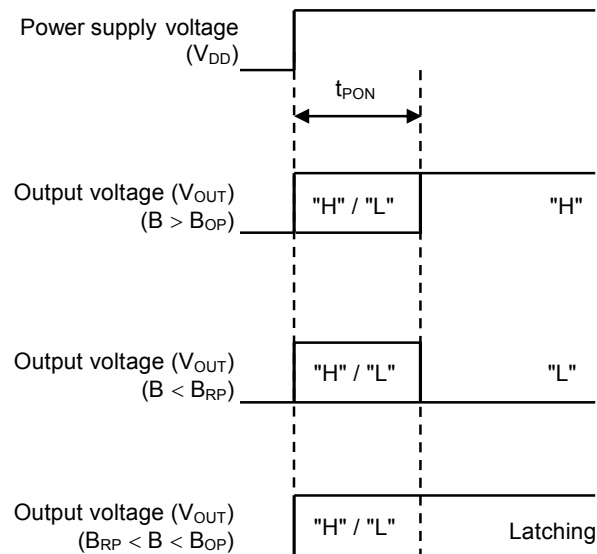 Power supply voltage
(VDD)
tPON
Output voltage (VOUT)
(B > BOP)
"H" / "L"
"H"
Output voltage (VOUT)
(B < BRP)
"H" / "L"
"L"
Output voltage (VOUT)
(BRP < B < BOP)
"H" / "L"
Latching